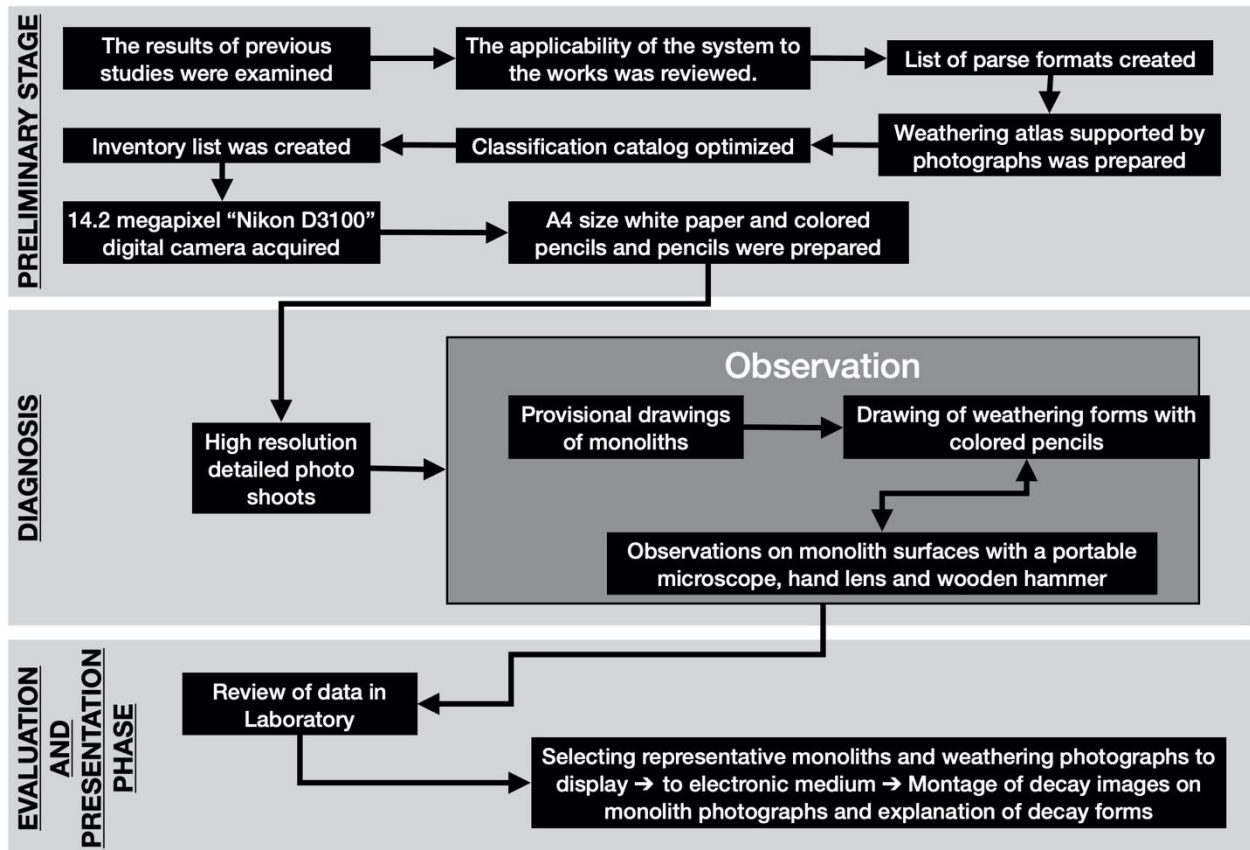 PRELIMINARY STAGE
The results of previous
studies were examined
The applicability of the system to
the works was reviewed.
List of parse formats created
Weathering atlas supported by
photographs was prepared
Classification catalog optimized
Inventory list was created
14.2 megapixel “Nikon D3100”
digital camera acquired
A4 size white paper and colored
pencils and pencils were prepared
DIAGNOSIS
High resolution
detailed photo
shoots
Observation
Provisional drawings
of monoliths
Drawing of weathering forms with
colored pencils
Observations on monolith surfaces with a portable
microscope, hand lens and wooden hammer
EVALUATION
AND
PRESENTATION
PHASE
Review of data in
Laboratory
Selecting representative monoliths and weathering photographs to
display ➔ to electronic medium ➔ Montage of decay images on
monolith photographs and explanation of decay forms